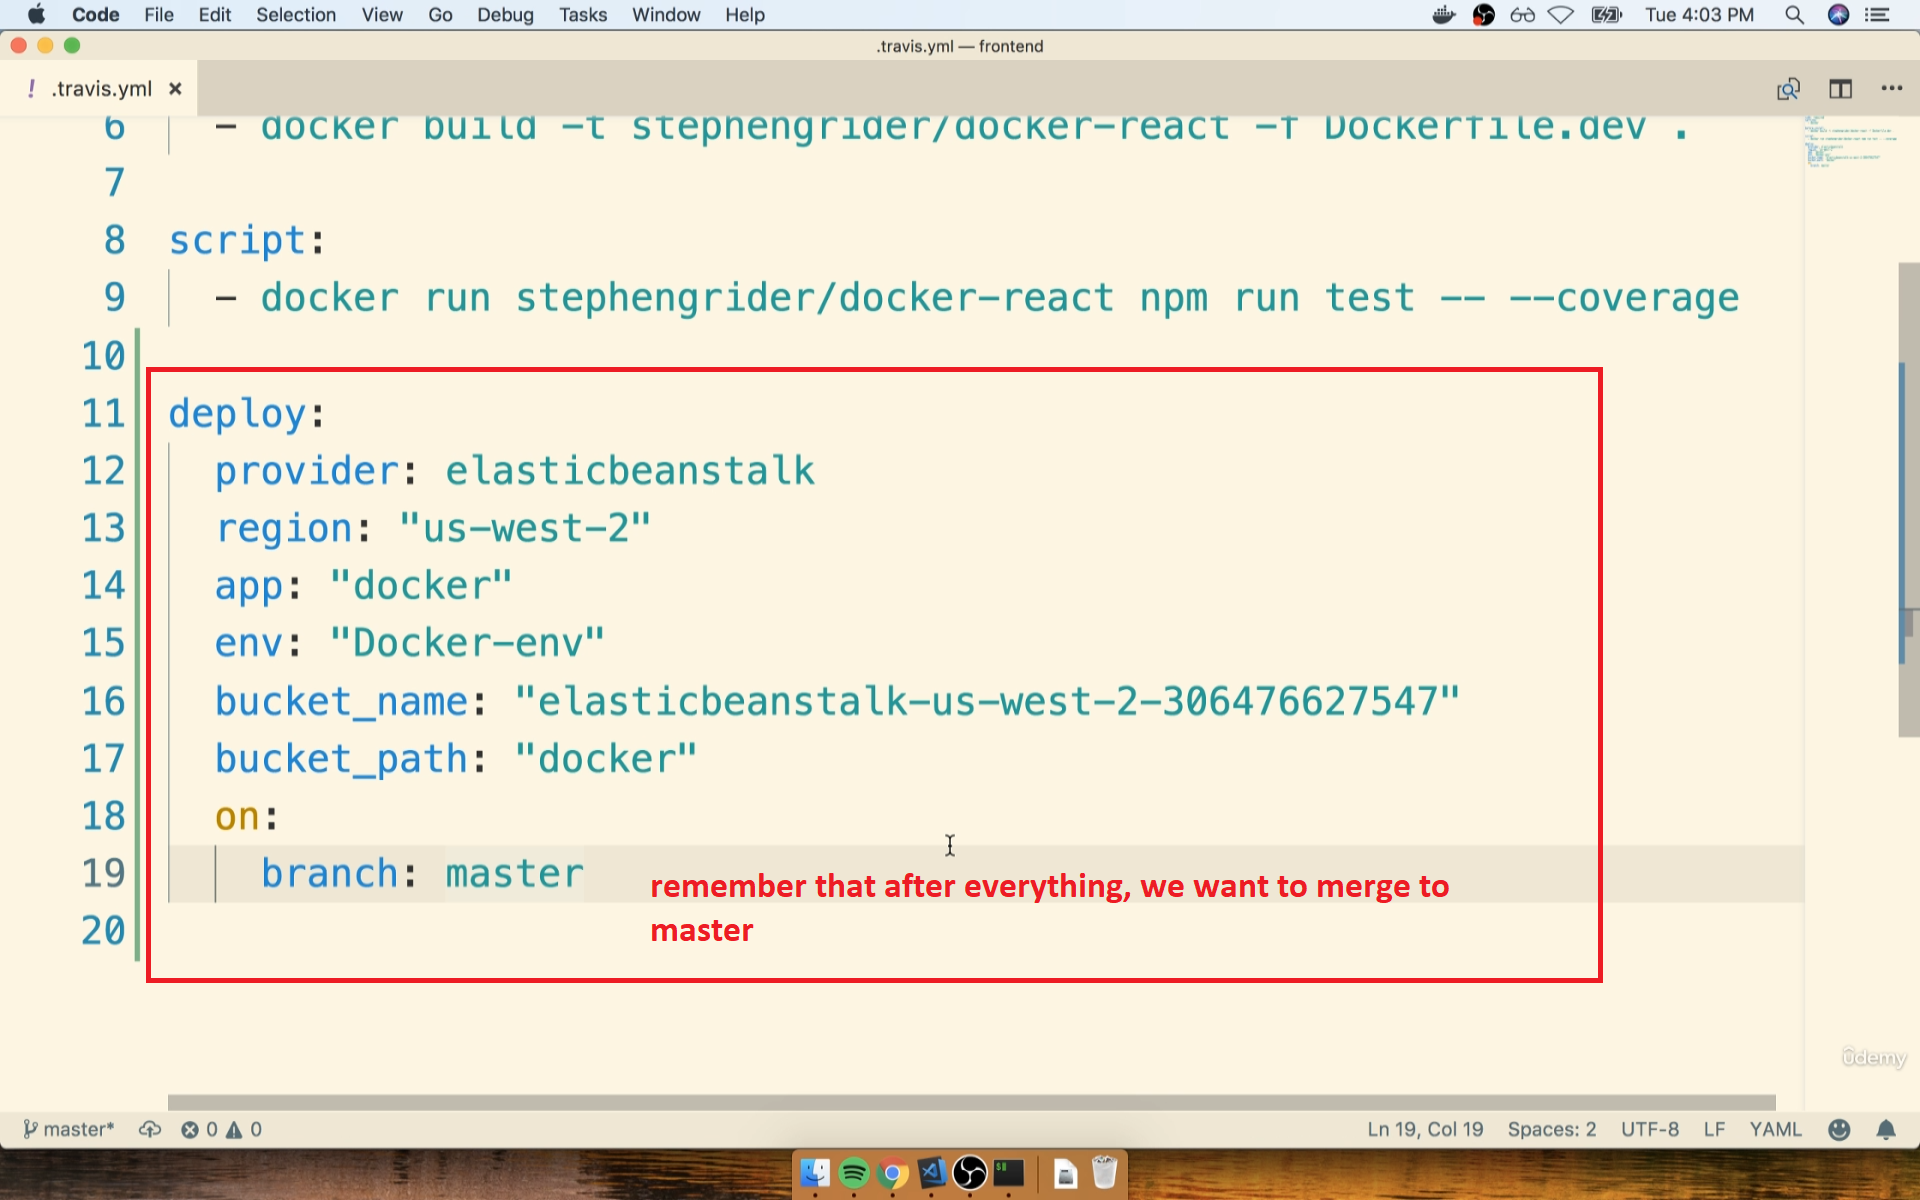 Code File Edit Selection View Go Debug Tasks Window Help Tue 4:03 PM
.travis.yml — frontend
! .travis.yml ×
6 - docker build -t stephengrider/docker-react -f Dockerfile.dev .
7
8 script:
9 - docker run stephengrider/docker-react npm run test -- --coverage
10
11 deploy:
12 provider: elasticbeanstalk
13 region: "us-west-2"
14 app: "docker"
15 env: "Docker-env"
16 bucket_name: "elasticbeanstalk-us-west-2-306476627547"
17 bucket_path: "docker"
18 on:
19 branch: master
remember that after everything, we want to merge to
master
20
ûdemy
master* 0 0 Ln 19, Col 19 Spaces: 2 UTF-8 LF YAML